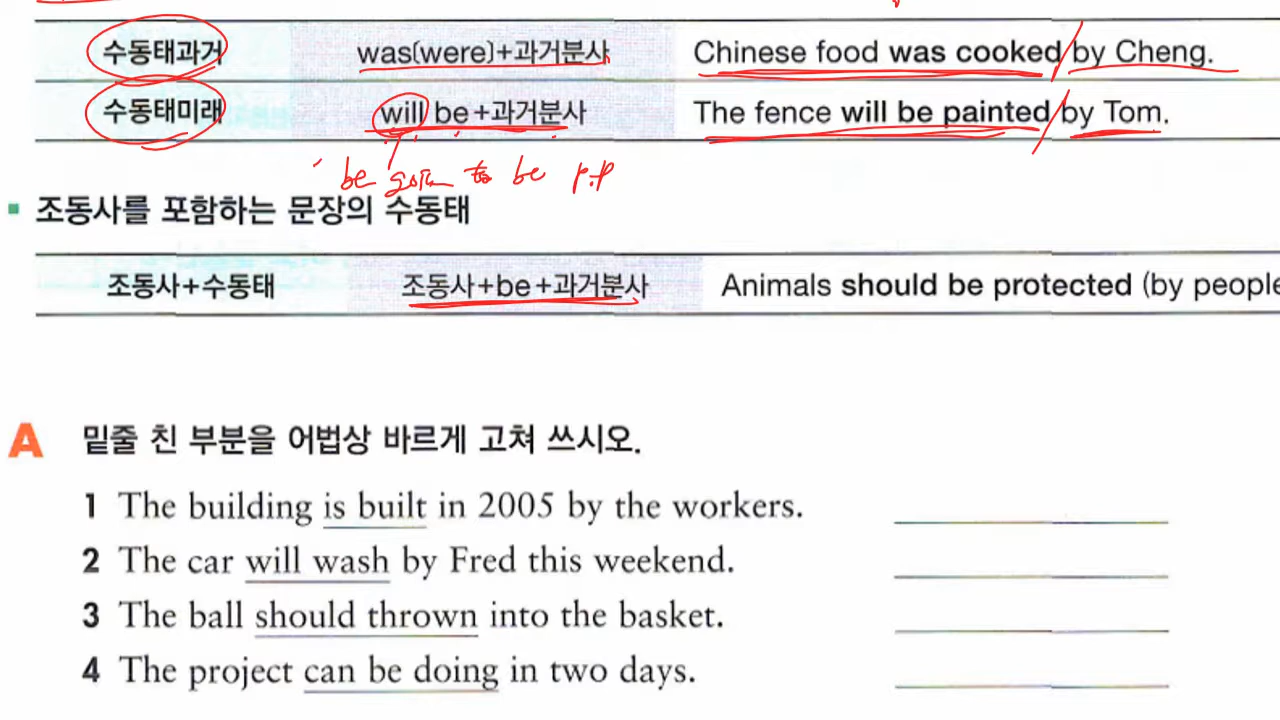 수동태과거 was(were)+과거분사 Chinese food was cooked by Cheng.
수동태미래 will be+과거분사 The fence will be painted by Tom.
be to be p.p
조동사를 포함하는 문장의 수동태
조동사+수동태 조동사+be+과거분사 Animals should be protected (by people
A 밑줄 친 부분을 어법상 바르게 고쳐 쓰시오.
1 The building is built in 2005 by the workers.
2 The car will wash by Fred this weekend.
3 The ball should thrown into the basket.
4 The project can be doing in two days.